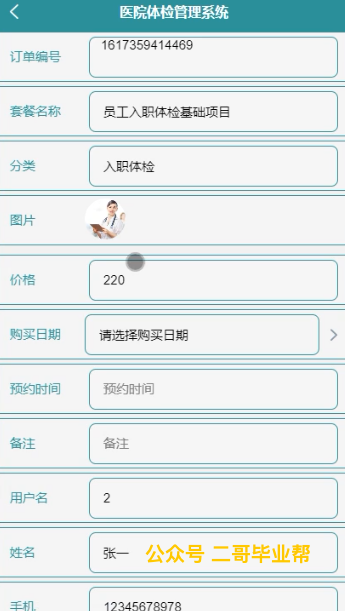 医院体检管理系统
订单编号 1617359414469
套餐名称 员工入职体检基础项目
分类 入职体检
图片
价格 220
购买日期 请选择购买日期
预约时间 预约时间
备注 备注
用户名 2
姓名 张一 公众号 二哥毕业帮
手机 12345678978